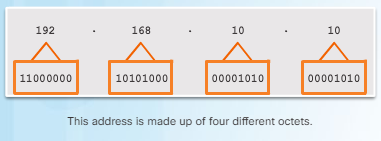 192 . 168 . 10 . 10
11000000 10101000 00001010 00001010
This address is made up of four different octets.